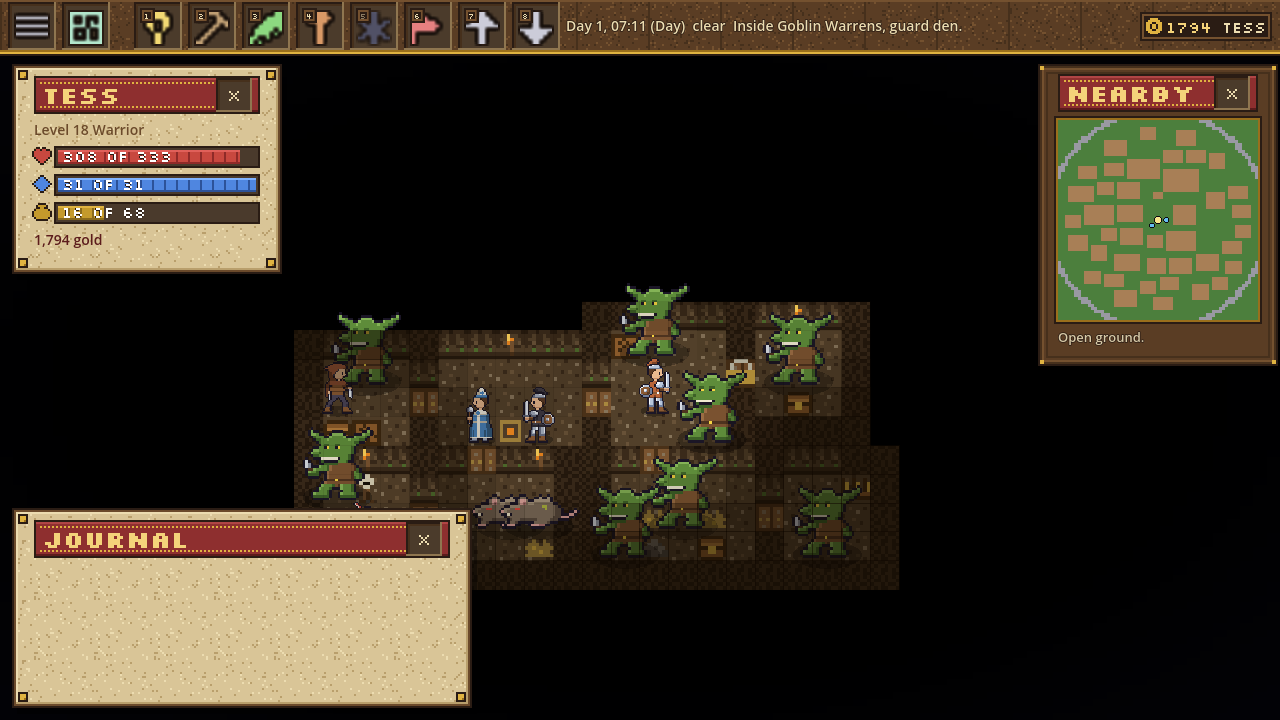 1 2 3 4 5 6 7 8
Day 1, 07:11 (Day)  clear  Inside Goblin Warrens, guard den.
1794 TESS
TESS
Level 18 Warrior
308 OF 333
31 OF 31
18 OF 68
1,794 gold
NEARBY
Open ground.
JOURNAL